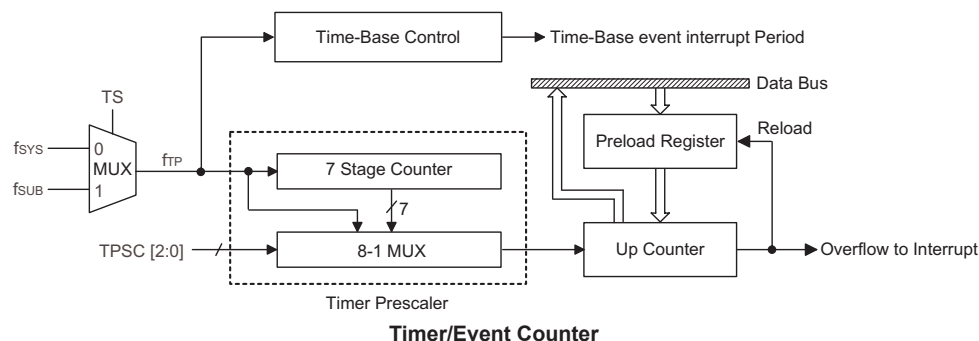 Time-Base Control
Time-Base event interrupt Period
Data Bus
TS
Preload Register
Reload
fSYS
0
MUX
fTP
7 Stage Counter
fSUB
1
7
TPSC [2:0]
8-1 MUX
Up Counter
Overflow to Interrupt
Timer Prescaler
Timer/Event Counter